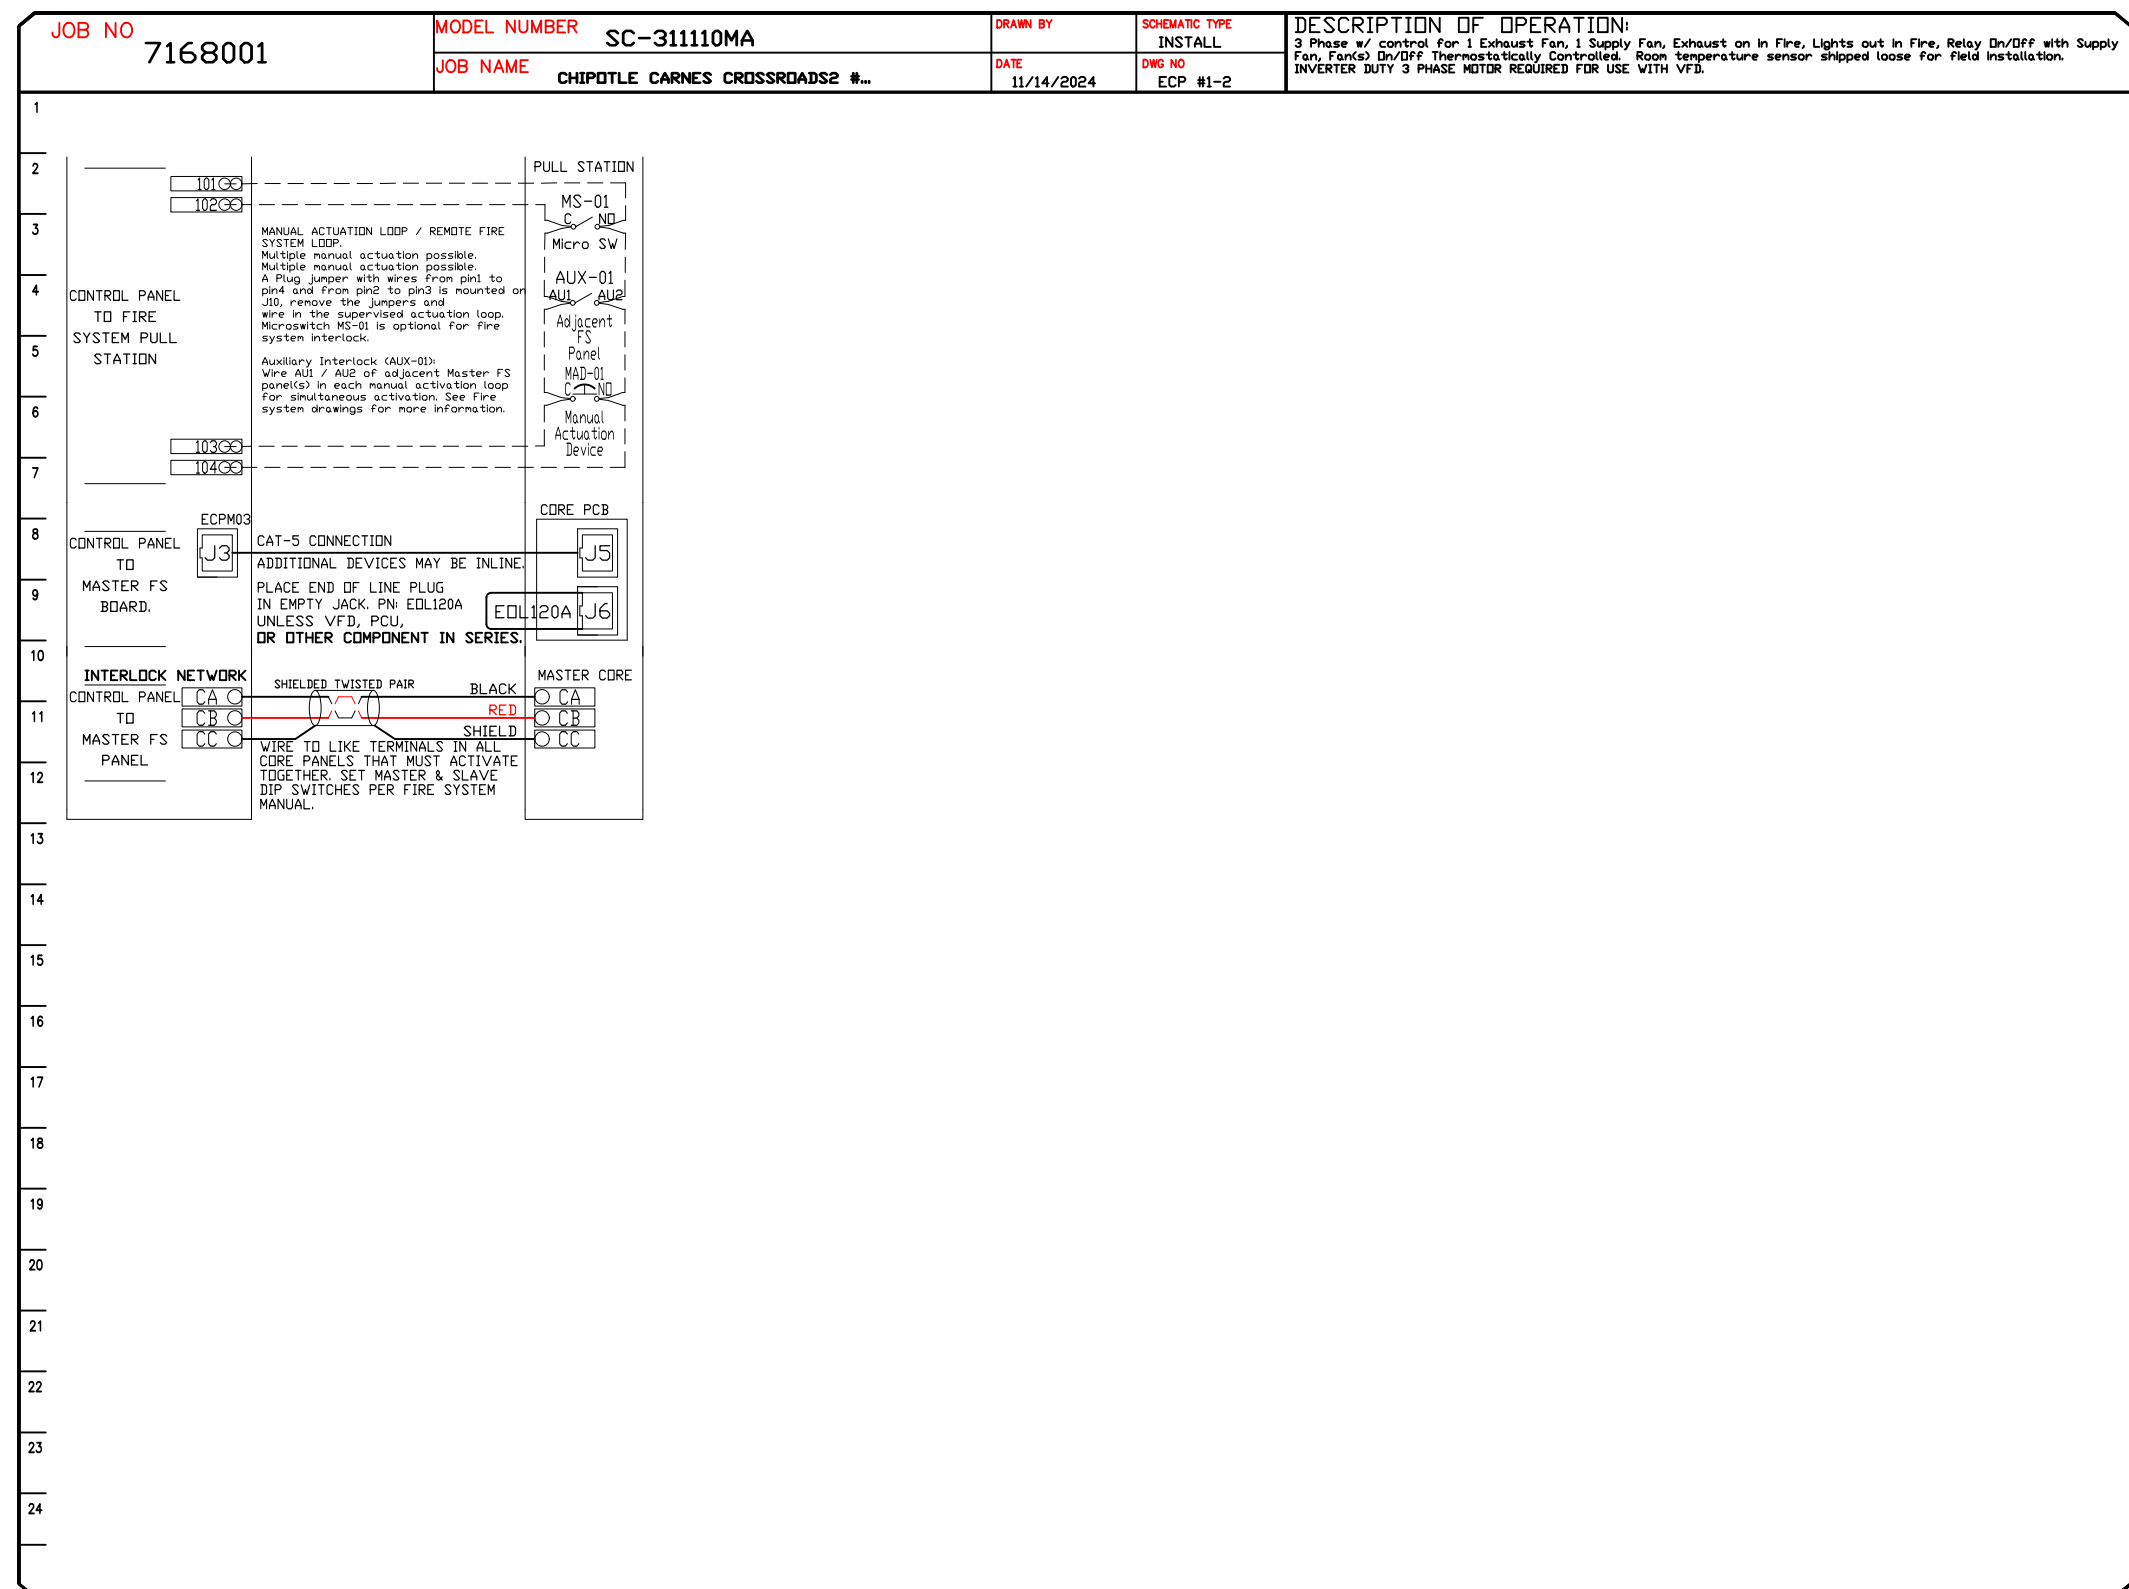 JOB NO
7168001
MODEL NUMBER
SC-311110MA
JOB NAME
CHIPOTLE CARNES CROSSROADS2 #...
DRAWN BY
SCHEMATIC TYPE
INSTALL
DATE
11/14/2024
DWG NO
ECP #1-2
DESCRIPTION OF OPERATION:
3 Phase w/ control for 1 Exhaust Fan, 1 Supply Fan, Exhaust on in Fire, Lights out in Fire, Relay On/Off with Supply
Fan, Fan(s) On/Off Thermostatically Controlled. Room temperature sensor shipped loose for field installation.
INVERTER DUTY 3 PHASE MOTOR REQUIRED FOR USE WITH VFD.
1
2
3
4
5
6
7
8
9
10
11
12
13
14
15
16
17
18
19
20
21
22
23
24
CONTROL PANEL
TO FIRE
SYSTEM PULL
STATION
101
102
103
104
MANUAL ACTUATION LOOP / REMOTE FIRE
SYSTEM LOOP.
Multiple manual actuation possible.
Multiple manual actuation possible.
A Plug jumper with wires from pin1 to
pin4 and from pin2 to pin3 is mounted on
J10, remove the jumpers and
wire in the supervised actuation loop.
Microswitch MS-01 is optional for fire
system interlock.
Auxiliary Interlock (AUX-01):
Wire AU1 / AU2 of adjacent Master FS
panel(s) in each manual activation loop
for simultaneous activation. See Fire
system drawings for more information.
PULL STATION
MS-01
C NO
Micro SW
AUX-01
AU1 AU2
Adjacent
FS
Panel
MAD-01
C NO
Manual
Actuation
Device
CONTROL PANEL
TO
MASTER FS
BOARD.
ECPM03
J3
CAT-5 CONNECTION
ADDITIONAL DEVICES MAY BE INLINE.
PLACE END OF LINE PLUG
IN EMPTY JACK. PN: EOL120A
UNLESS VFD, PCU,
OR OTHER COMPONENT IN SERIES.
CORE PCB
J5
EOL120A
J6
INTERLOCK NETWORK
CONTROL PANEL
TO
MASTER FS
PANEL
CA
CB
CC
SHIELDED TWISTED PAIR
BLACK
RED
SHIELD
WIRE TO LIKE TERMINALS IN ALL
CORE PANELS THAT MUST ACTIVATE
TOGETHER. SET MASTER & SLAVE
DIP SWITCHES PER FIRE SYSTEM
MANUAL.
MASTER CORE
CA
CB
CC